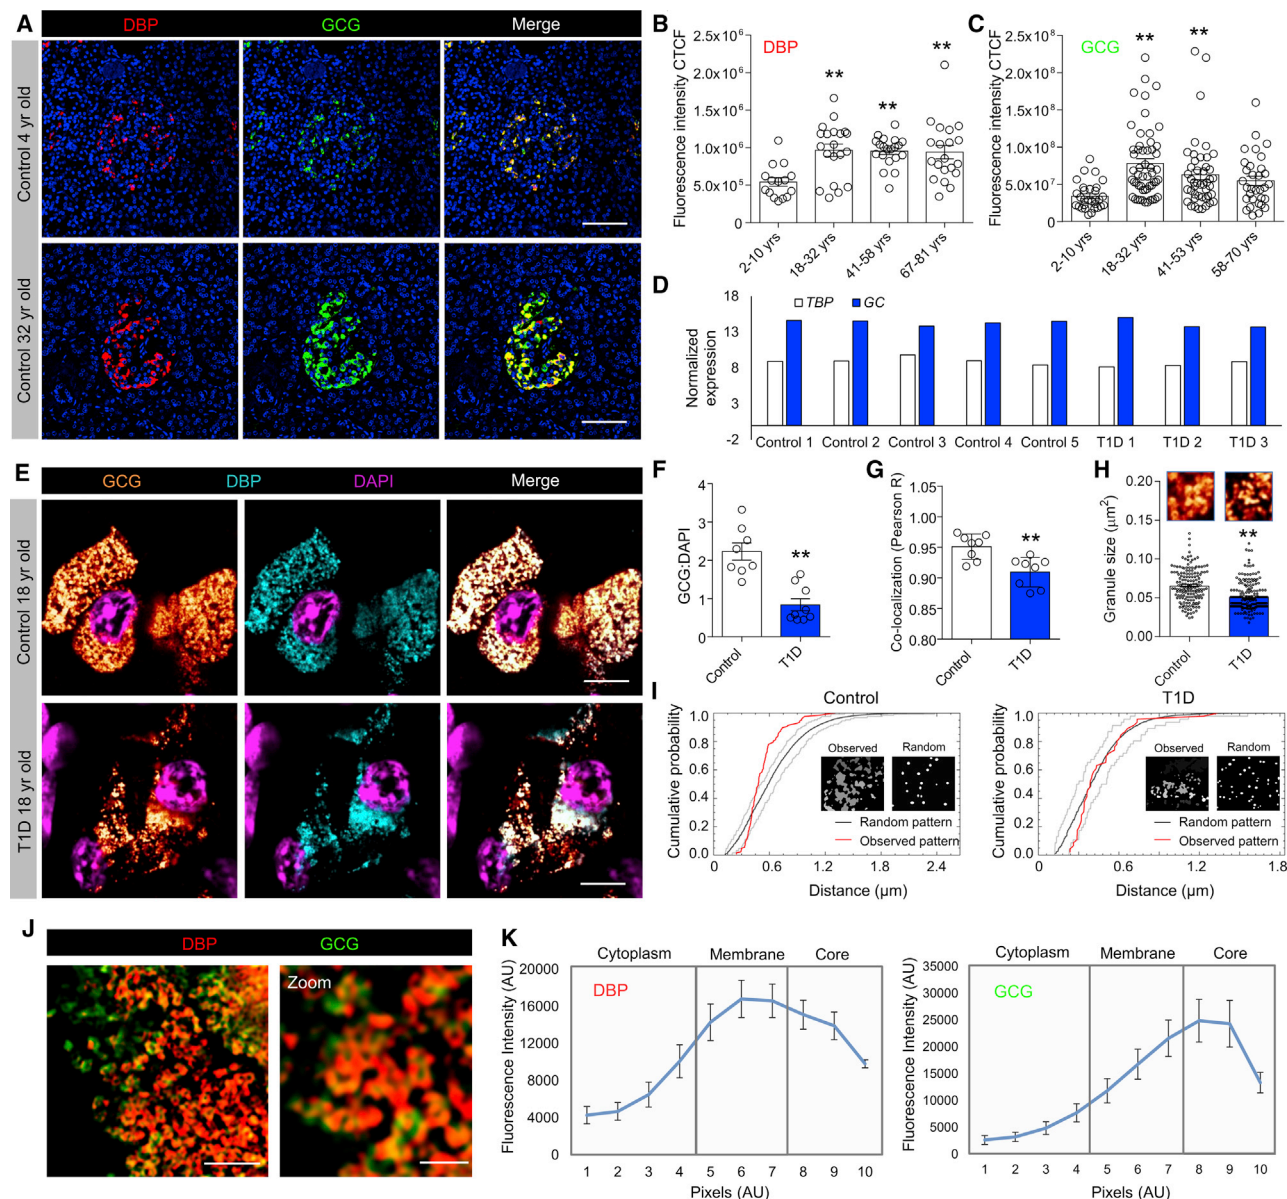 A
DBP GCG Merge
Control 4 yr old
Control 32 yr old
B
DBP
Fluorescence intensity CTCF
2.5x10⁶
2.0x10⁶
1.5x10⁶
1.0x10⁶
5.0x10⁵
0
** ** **
2-10 yrs 18-32 yrs 41-58 yrs 67-81 yrs
C
GCG
Fluorescence intensity CTCF
2.5x10⁸
2.0x10⁸
1.5x10⁸
1.0x10⁸
5.0x10⁷
0
** **
2-10 yrs 18-32 yrs 41-53 yrs 58-70 yrs
D
TBP GC
Normalized
expression
18
13
8
3
-2
Control 1 Control 2 Control 3 Control 4 Control 5 T1D 1 T1D 2 T1D 3
E
GCG DBP DAPI Merge
Control 18 yr old
T1D 18 yr old
F
GCG:DAPI
4
3
2
1
0
**
Control T1D
G
Co-localization (Pearson R)
1.05
1.00
0.95
0.90
0.85
0.80
**
Control T1D
H
Granule size (µm²)
0.20
0.15
0.10
0.05
0.00
**
Control T1D
I
Control
Cumulative probability
1.0
0.8
0.6
0.4
0.2
0.0
Observed Random
Random pattern
Observed pattern
0 0.6 1.2 1.8 2.4
Distance (µm)
T1D
Cumulative probability
1.0
0.8
0.6
0.4
0.2
0.0
Observed Random
Random pattern
Observed pattern
0 0.6 1.2 1.8
Distance (µm)
J
DBP GCG
Zoom
K
Cytoplasm Membrane Core
DBP
Fluorescence Intensity (AU)
20000
16000
12000
8000
4000
0
1 2 3 4 5 6 7 8 9 10
Pixels (AU)
Cytoplasm Membrane Core
GCG
Fluorescence Intensity (AU)
35000
30000
25000
20000
15000
10000
5000
0
1 2 3 4 5 6 7 8 9 10
Pixels (AU)